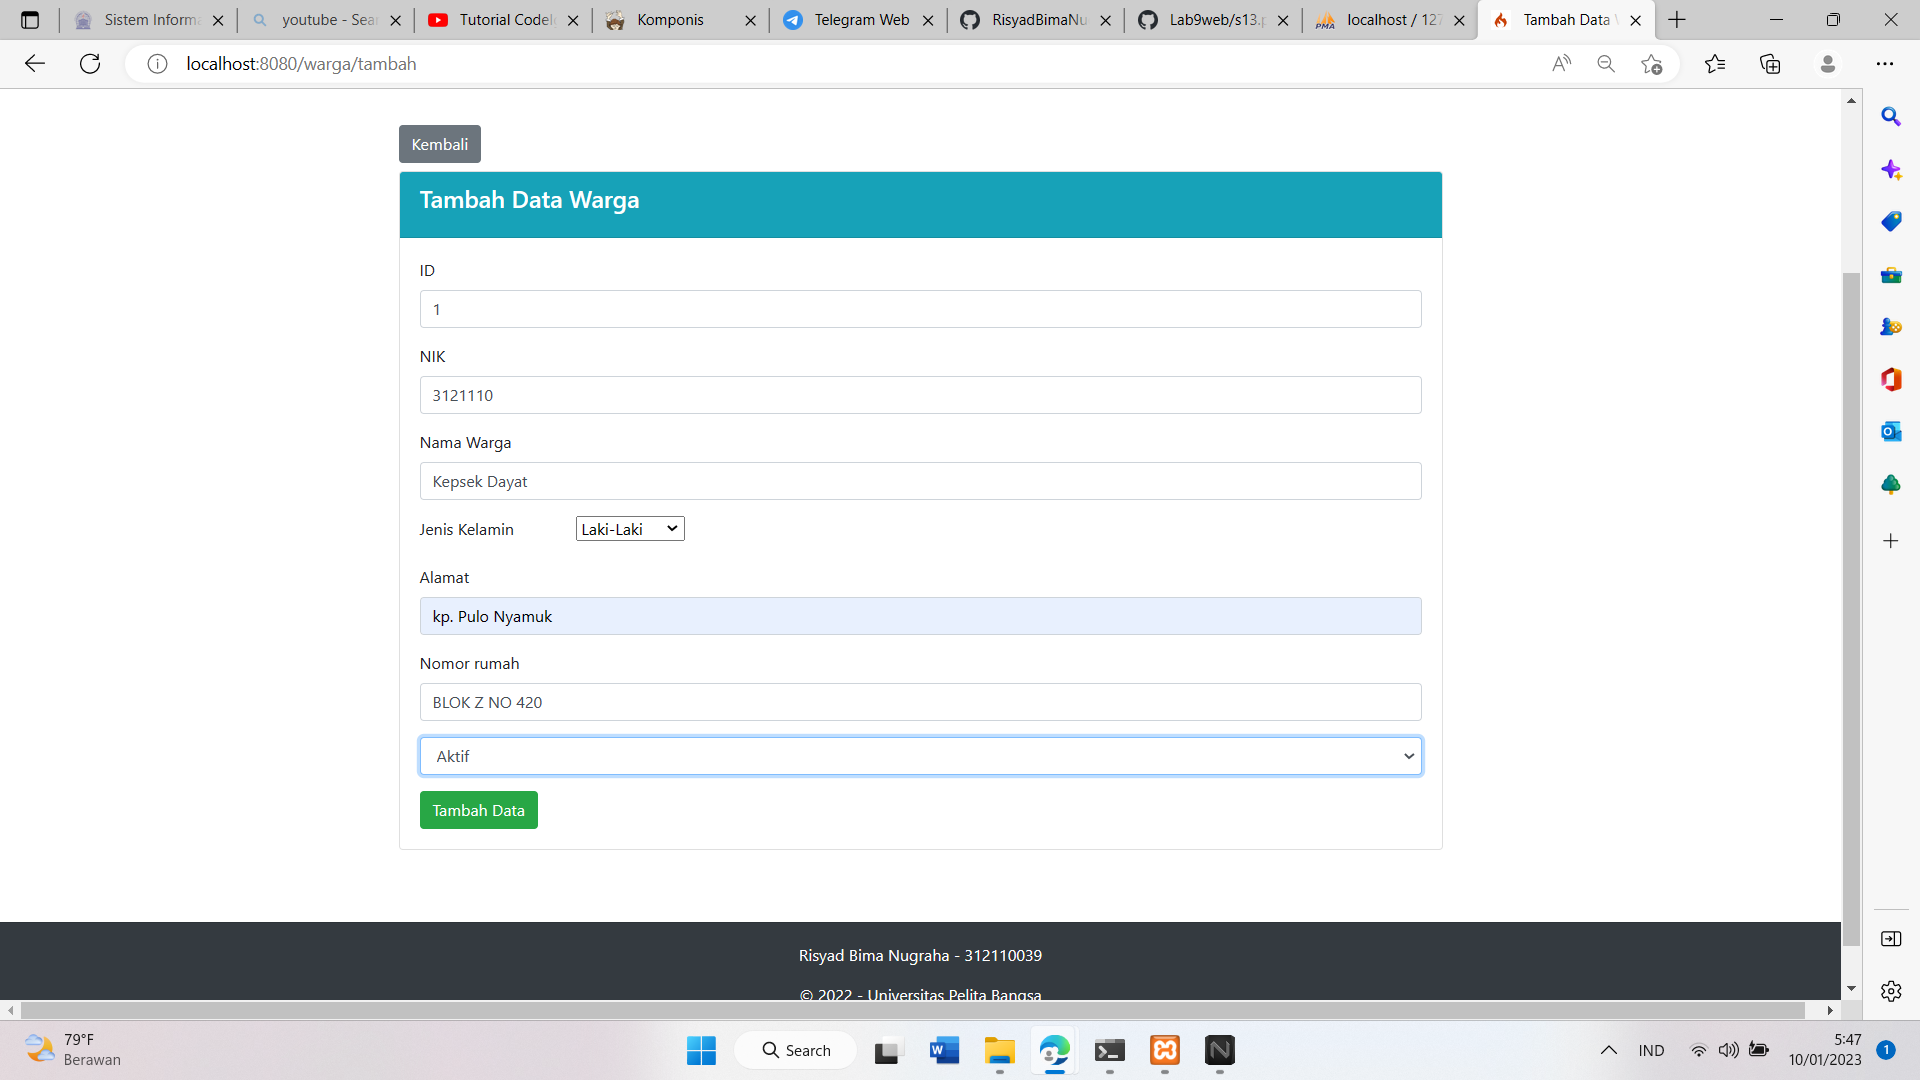 Sistem Informa
youtube - Sear
Tutorial CodeI
Komponis
Telegram Web
RisyadBimaNu
Lab9web/s13.p
PMA
localhost / 127
Tambah Data
localhost:8080/warga/tambah
Kembali
Tambah Data Warga
ID
1
NIK
3121110
Nama Warga
Kepsek Dayat
Jenis Kelamin
Laki-Laki
Alamat
kp. Pulo Nyamuk
Nomor rumah
BLOK Z NO 420
Aktif
Tambah Data
Risyad Bima Nugraha - 312110039
© 2022 - Universitas Pelita Bangsa
79°F
Berawan
Search
IND
5:47
10/01/2023
1